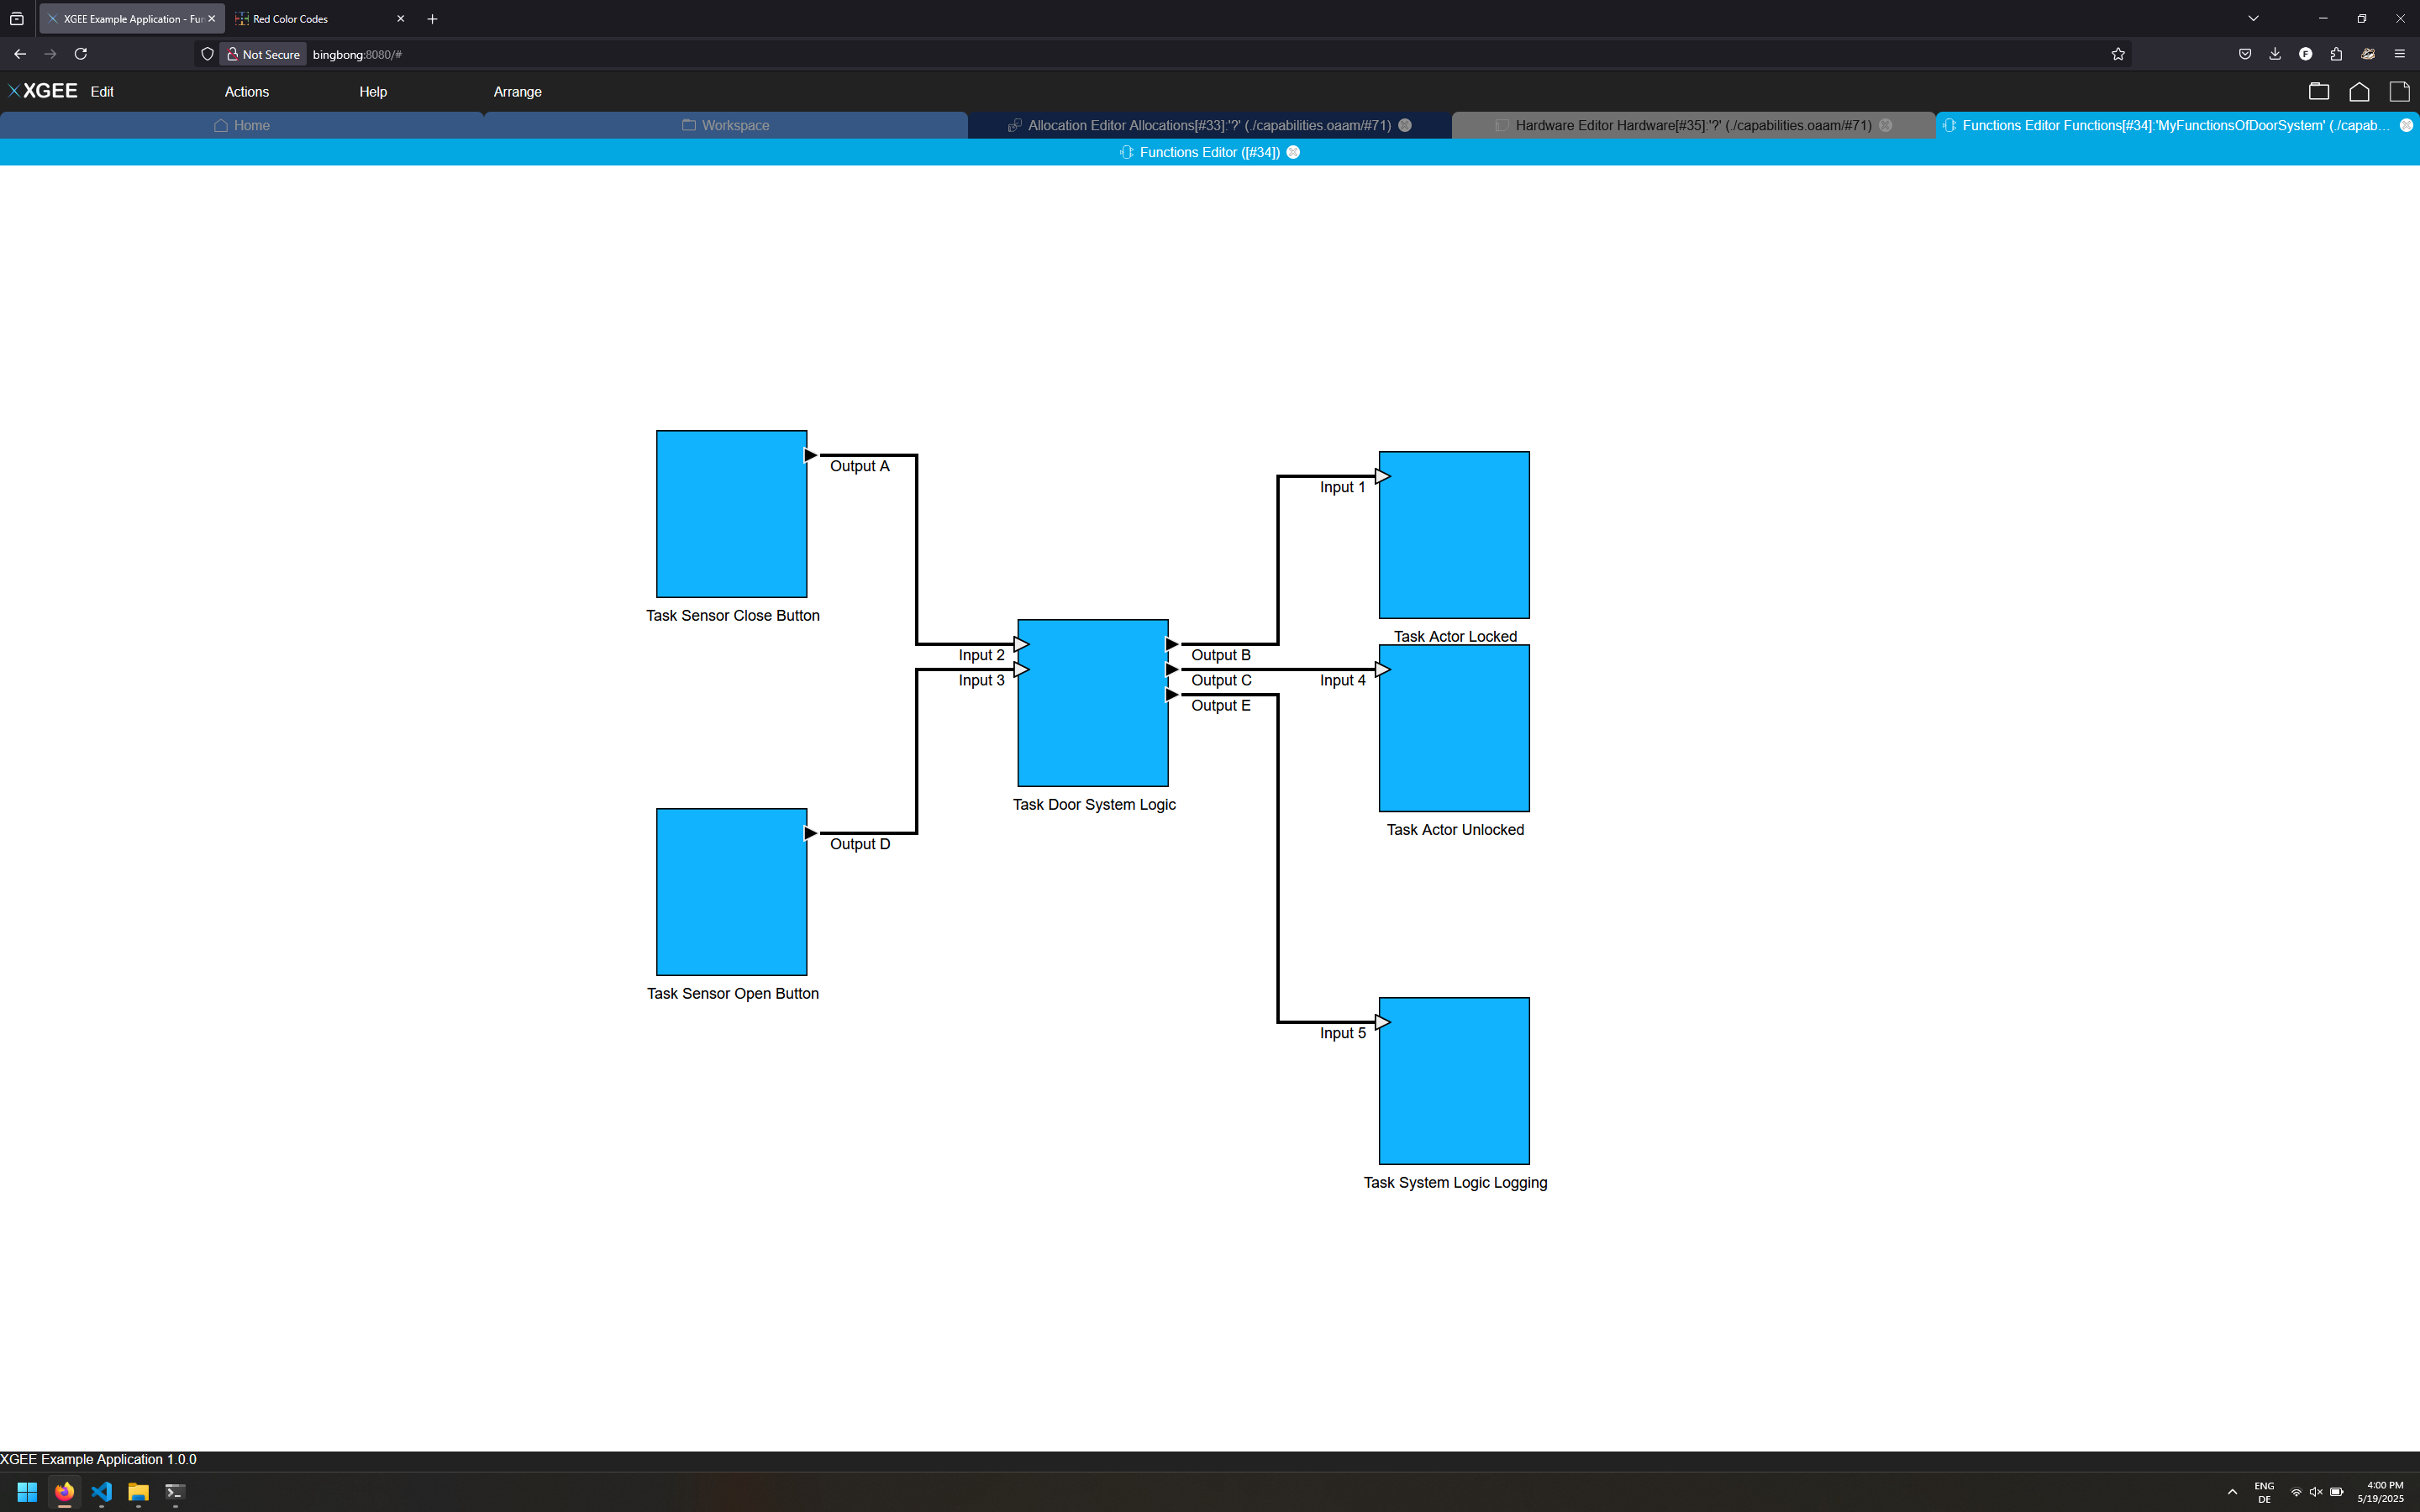 XGEE Example Application - Fun
Red Color Codes
Not Secure
bingbong:8080/#
XGEE
Edit
Actions
Help
Arrange
Home
Workspace
Allocation Editor Allocations[#33]:'?' (./capabilities.oaam/#71)
Hardware Editor Hardware[#35]:'?' (./capabilities.oaam/#71)
Functions Editor Functions[#34]:'MyFunctionsOfDoorSystem' (./capab...
Functions Editor ([#34])
Output A
Task Sensor Close Button
Input 1
Task Actor Locked
Input 2
Input 3
Output B
Output C
Output E
Input 4
Task Door System Logic
Task Actor Unlocked
Output D
Task Sensor Open Button
Input 5
Task System Logic Logging
XGEE Example Application 1.0.0
ENG
DE
4:00 PM
5/19/2025